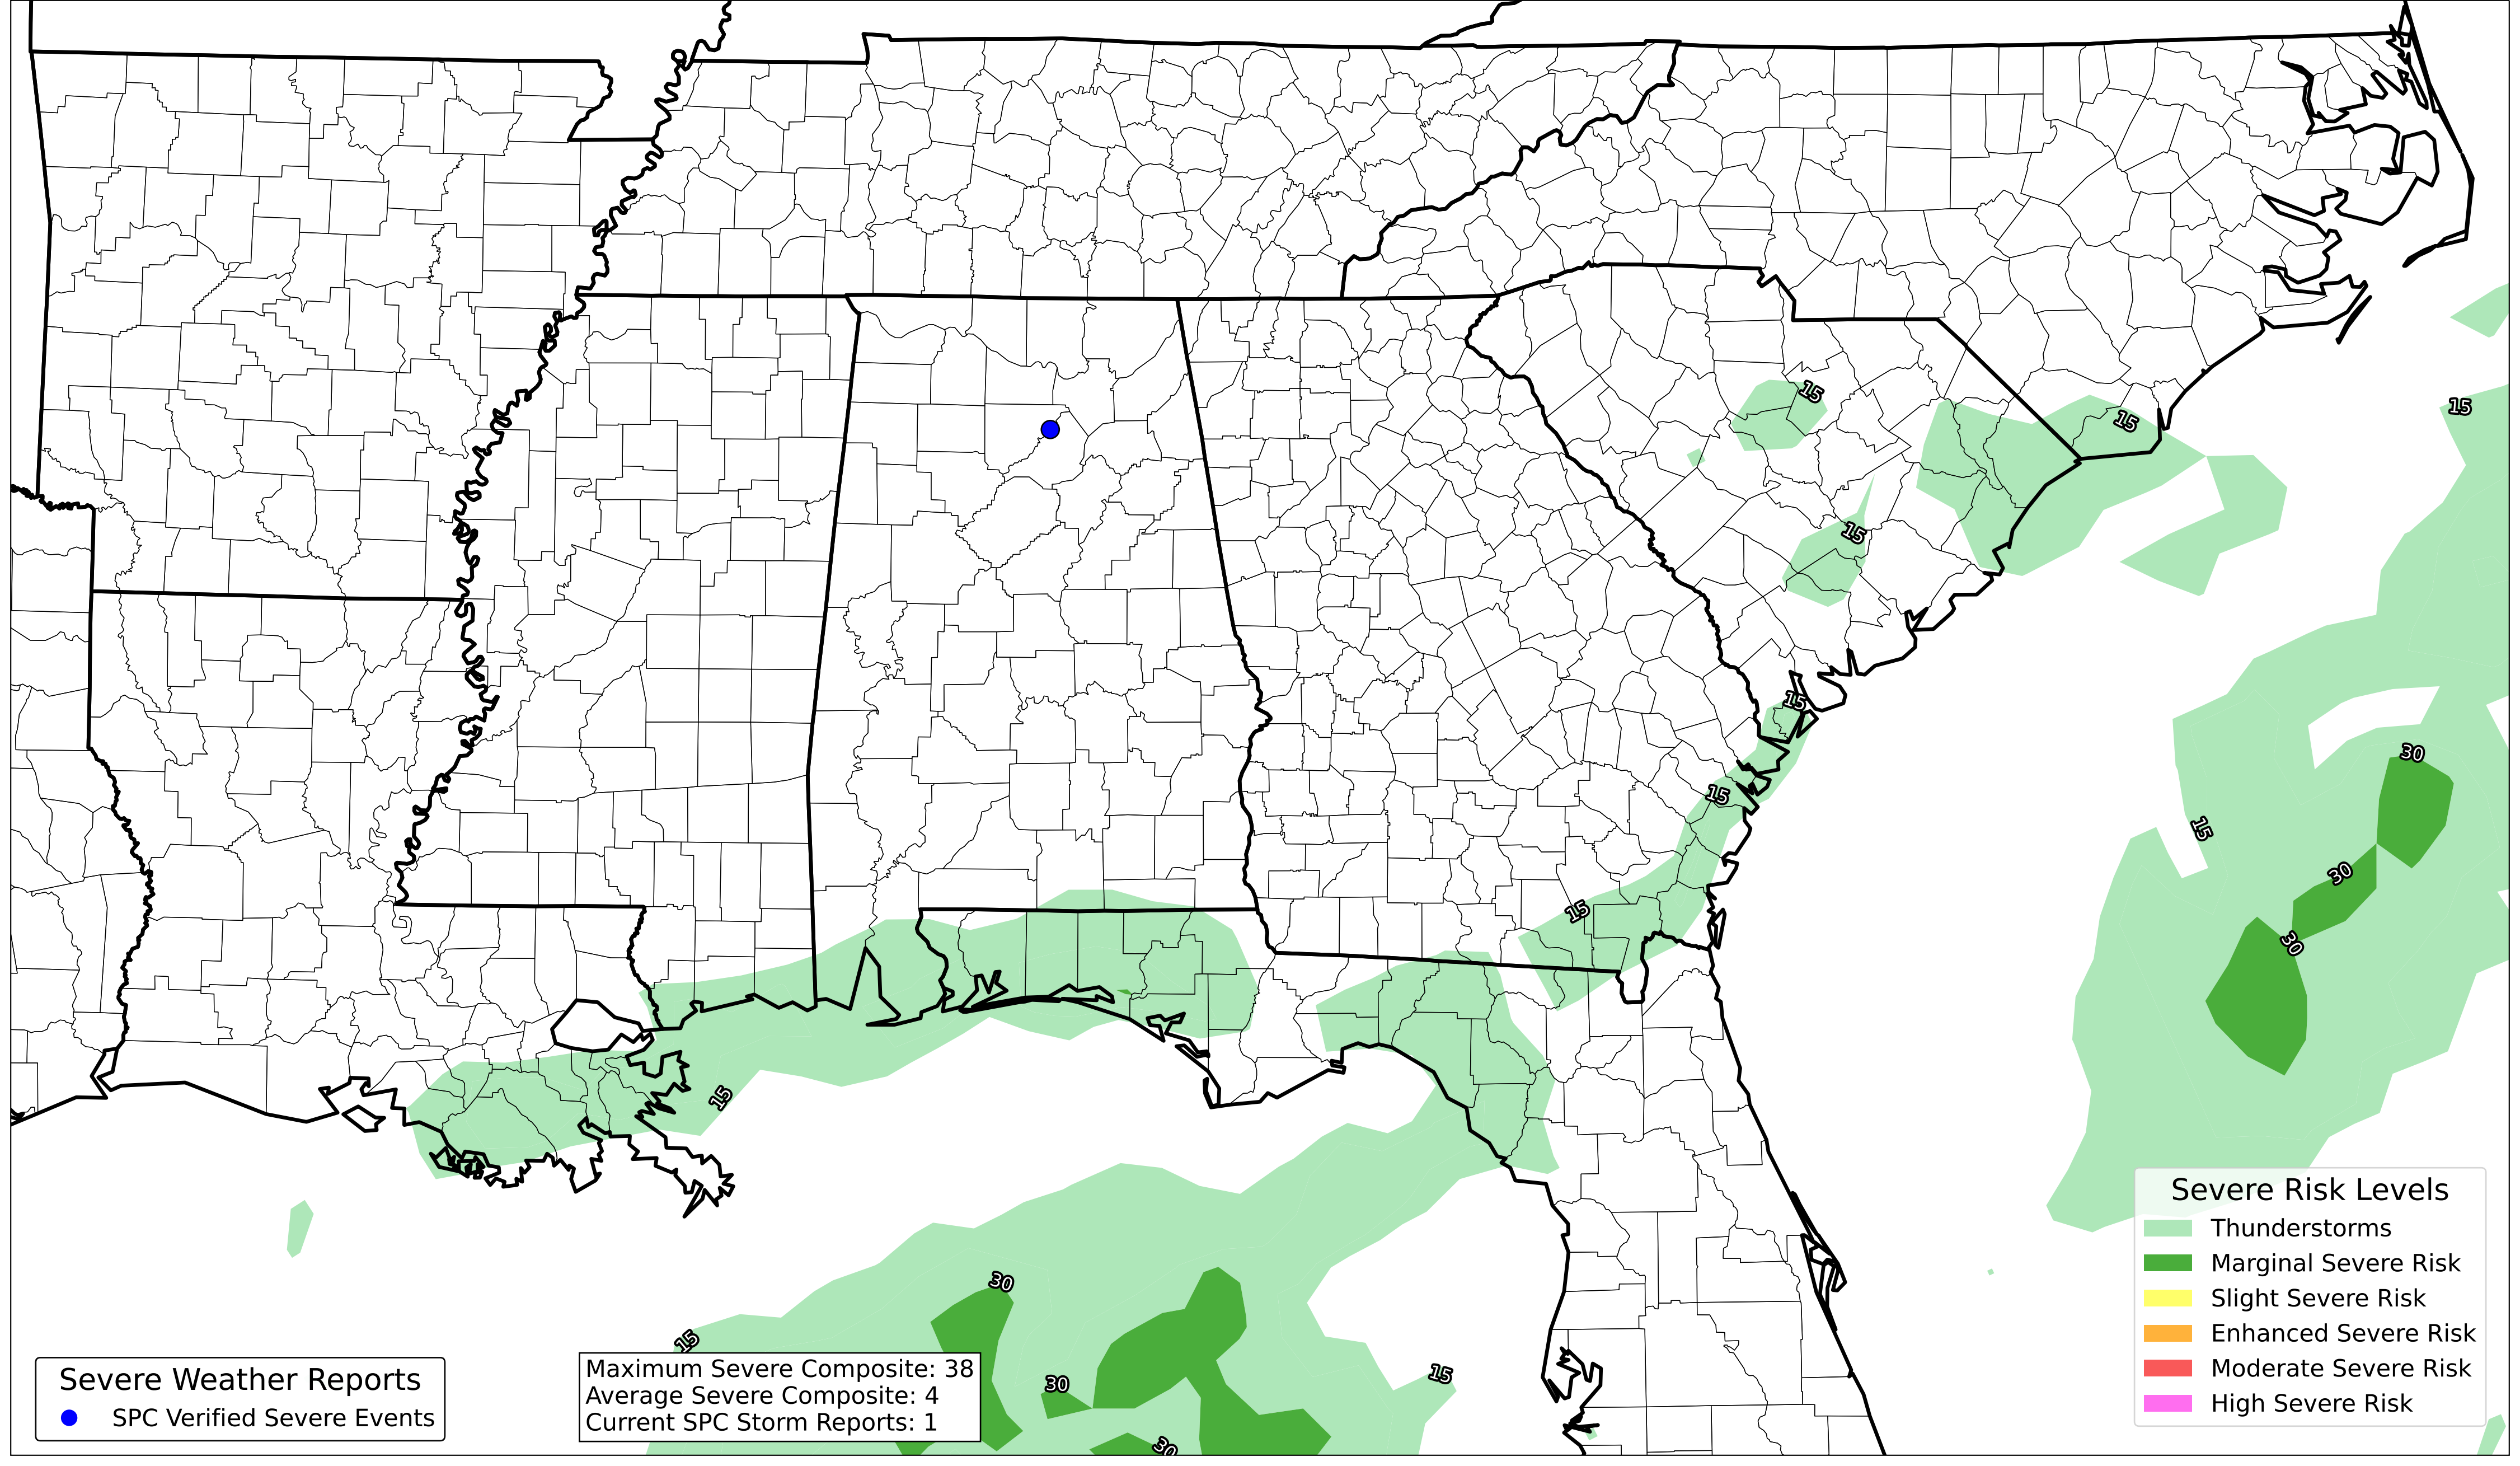 15
15
15
15
15
30
15
15
30
15
30
15
30
15
15
30
30
Severe Risk Levels
Thunderstorms
Marginal Severe Risk
Slight Severe Risk
Enhanced Severe Risk
Moderate Severe Risk
High Severe Risk
Severe Weather Reports
SPC Verified Severe Events
Maximum Severe Composite: 38
Average Severe Composite: 4
Current SPC Storm Reports: 1